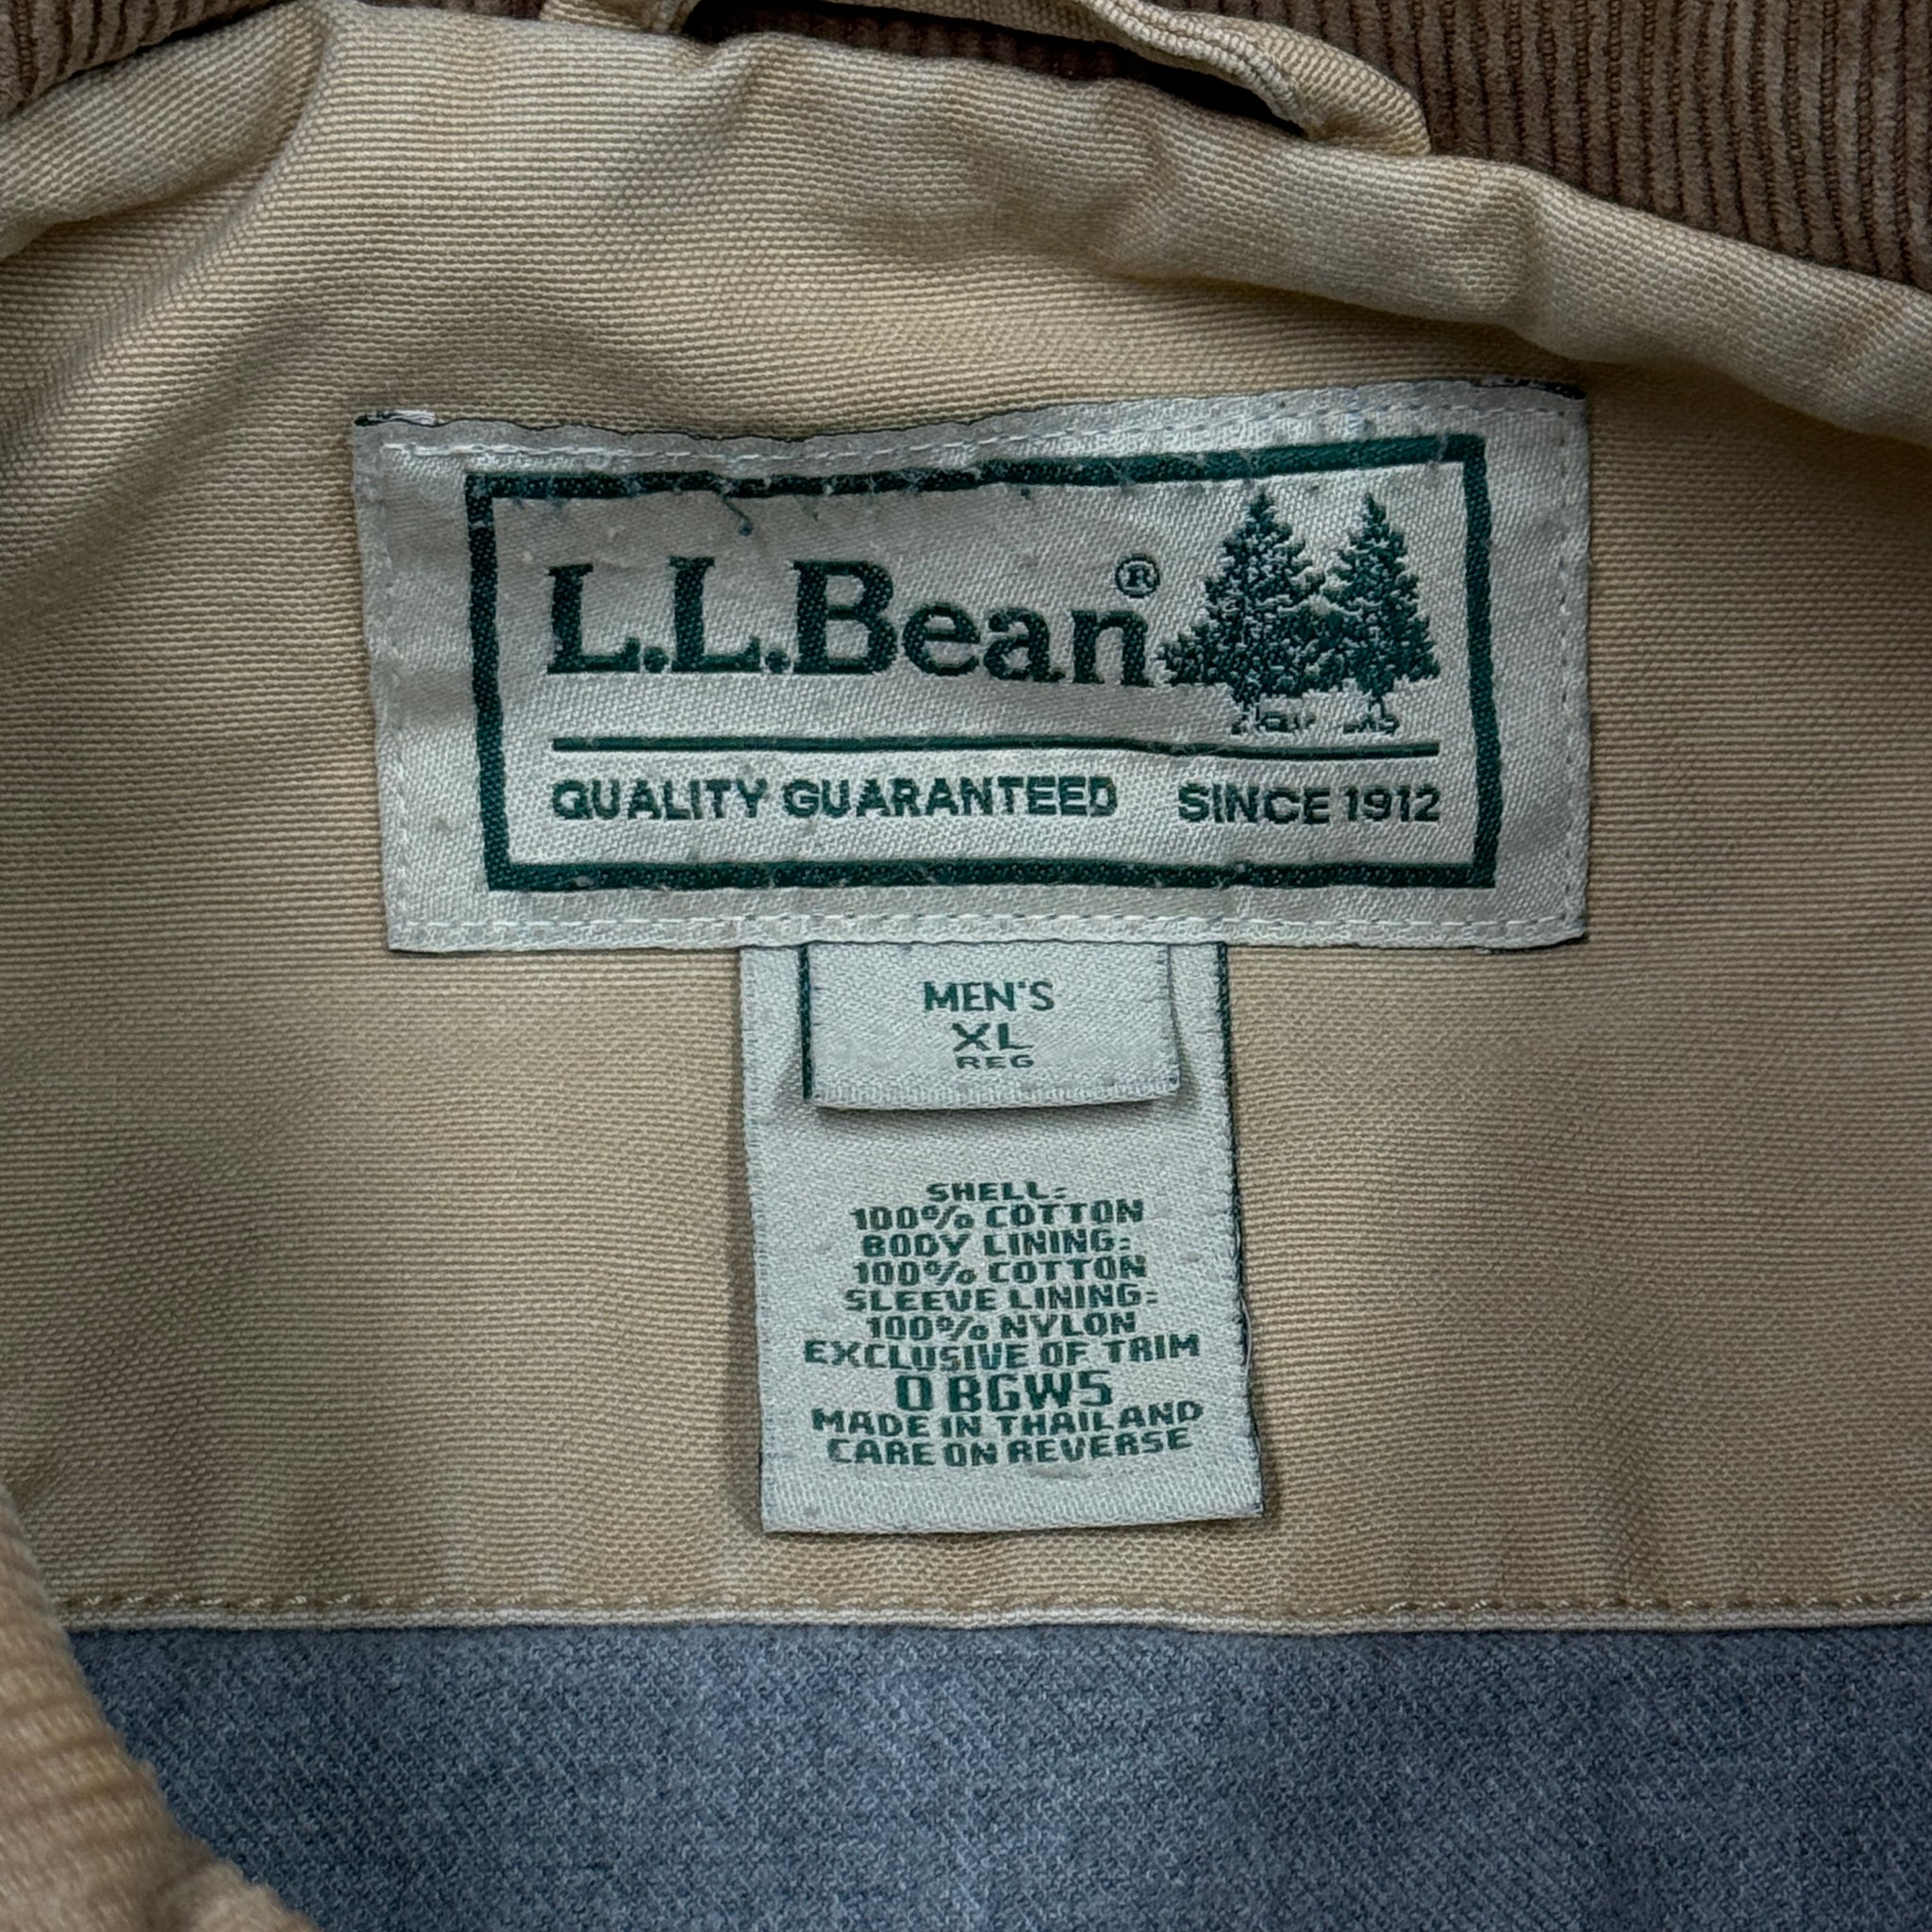 L.L.Bean®
QUALITY GUARANTEED SINCE 1912
MEN'S
XL
REG
SHELL:
100% COTTON
BODY LINING:
100% COTTON
SLEEVE LINING:
100% NYLON
EXCLUSIVE OF TRIM
0 BGW5
MADE IN THAILAND
CARE ON REVERSE